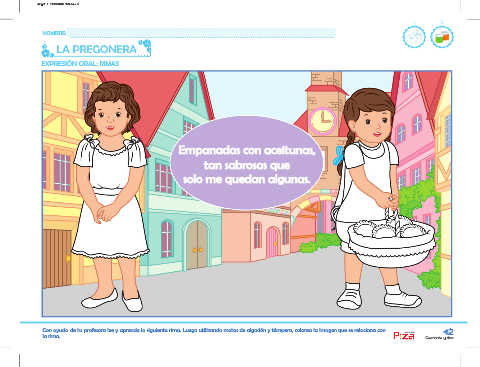 NOMBRE:
LA PREGONERA
EXPRESIÓN ORAL: RIMAS
Empanadas con aceitunas,
tan sabrosas que
solo me quedan algunas.
Con ayuda de tu profesora lee y aprende la siguiente rima. Luego utilizando motas de algodón y témpera, colorea la imagen que se relaciona con
la rima.